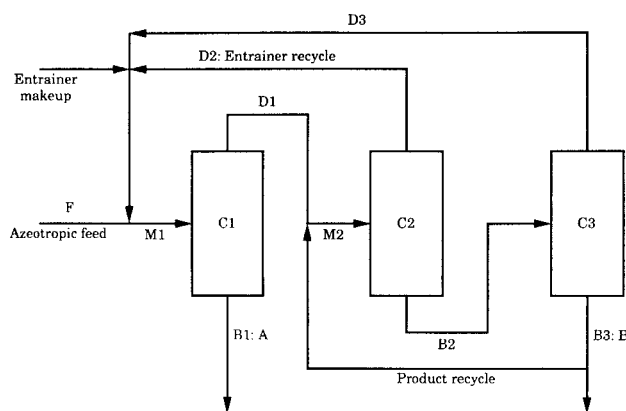 D3
D2: Entrainer recycle
Entrainer
makeup
D1
F
C1
C2
C3
Azeotropic feed
M1
M2
B1: A
B2
B3: B
Product recycle